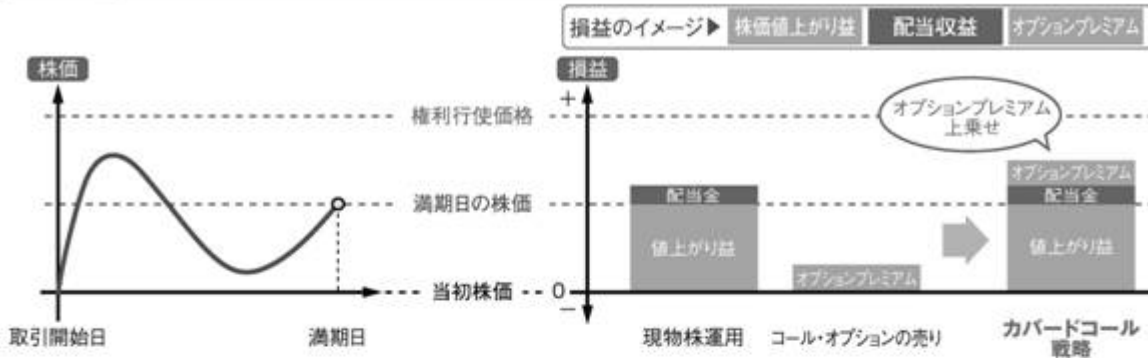 損益のイメージ▶ 株価値上がり益 配当収益 オプションプレミアム
株価
損益
+
権利行使価格
オプションプレミアム
上乗せ
オプションプレミアム
配当金
配当金
満期日の株価
値上がり益
値上がり益
オプションプレミアム
当初株価
0
−
取引開始日
満期日
現物株運用
コール・オプションの売り
カバードコール
戦略